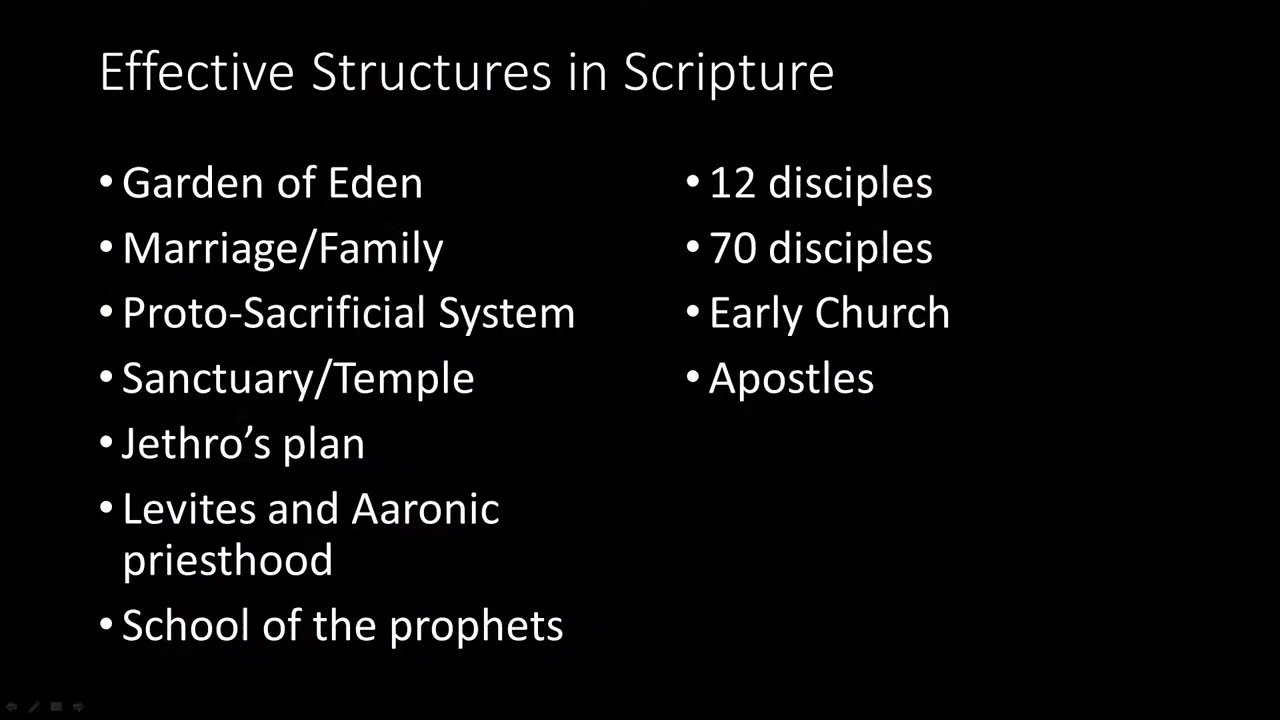 Effective Structures in Scripture
• Garden of Eden
• Marriage/Family
• Proto-Sacrificial System
• Sanctuary/Temple
• Jethro’s plan
• Levites and Aaronic
priesthood
• School of the prophets
• 12 disciples
• 70 disciples
• Early Church
• Apostles